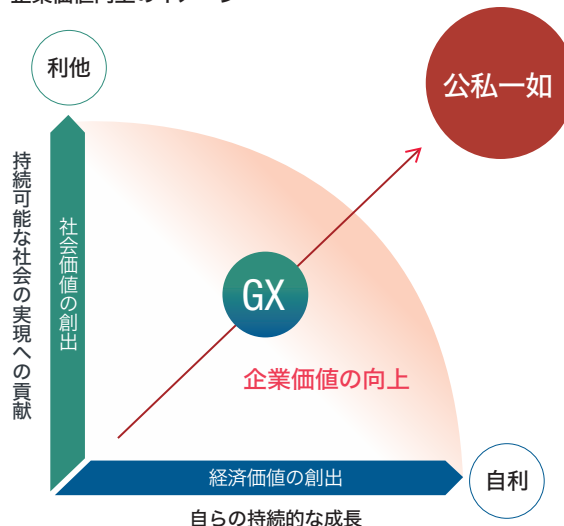 利他
公私一如
持続可能な社会の実現への貢献
社会価値の創出
GX
企業価値の向上
経済価値の創出
自利
自らの持続的な成長